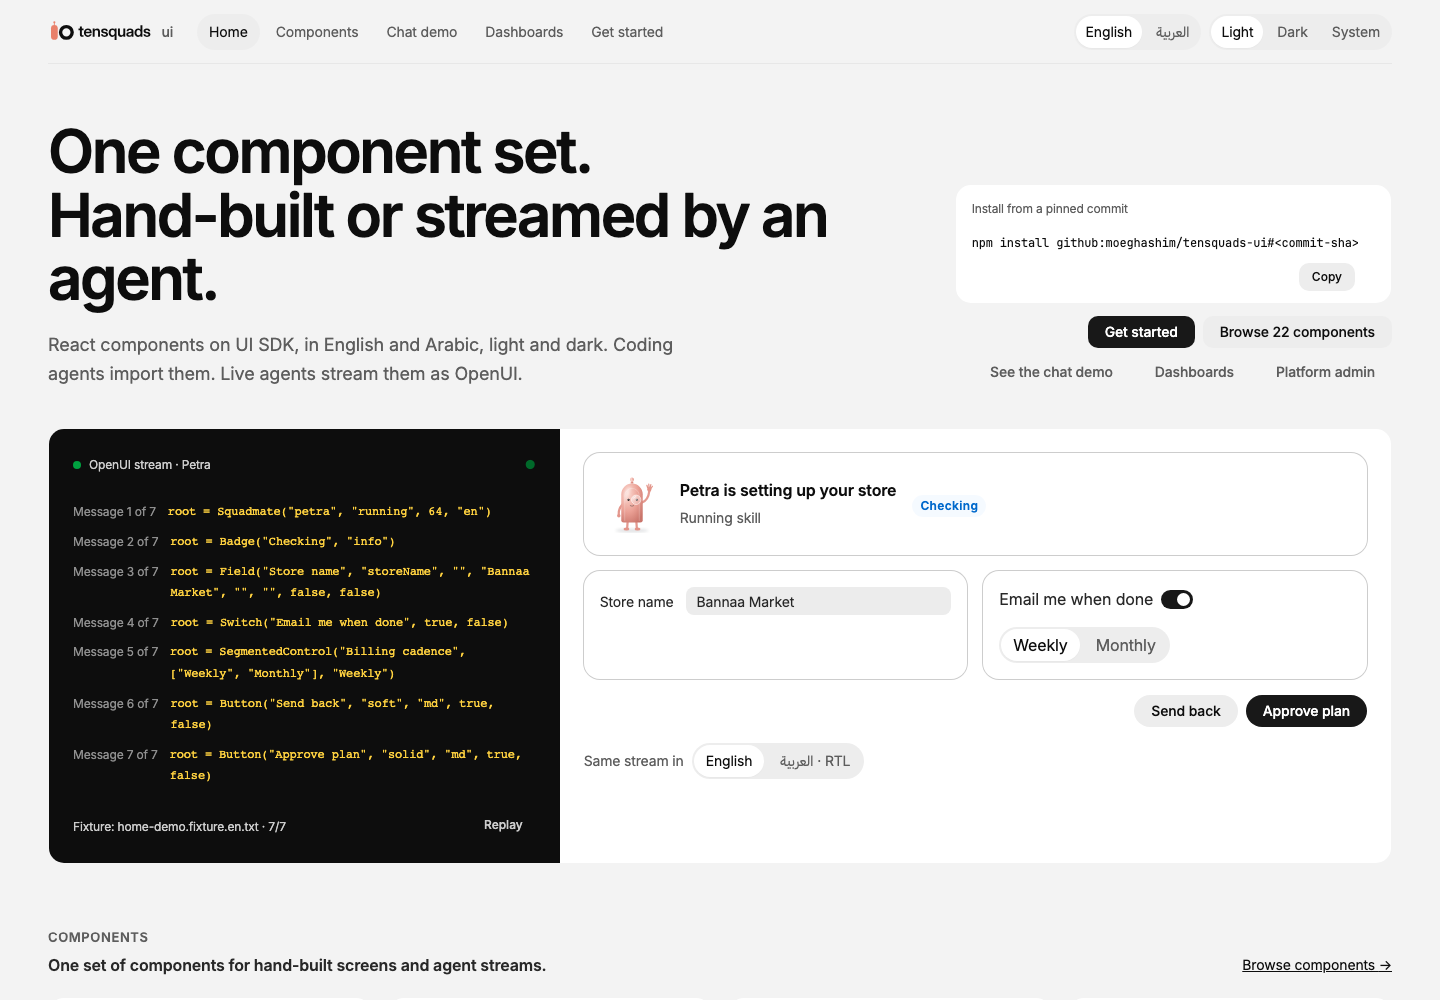 tensquads ui
Home
Components
Chat demo
Dashboards
Get started
English
العربية
Light
Dark
System
One component set.
Hand-built or streamed by an
agent.
React components on UI SDK, in English and Arabic, light and dark. Coding
agents import them. Live agents stream them as OpenUI.
Install from a pinned commit
npm install github:moeghashim/tensquads-ui#<commit-sha>
Copy
Get started
Browse 22 components
See the chat demo
Dashboards
Platform admin
OpenUI stream · Petra
Message 1 of 7 root = Squadmate("petra", "running", 64, "en")
Message 2 of 7 root = Badge("Checking", "info")
Message 3 of 7 root = Field("Store name", "storeName", "", "Bannaa
Market", "", "", false, false)
Message 4 of 7 root = Switch("Email me when done", true, false)
Message 5 of 7 root = SegmentedControl("Billing cadence",
["Weekly", "Monthly"], "Weekly")
Message 6 of 7 root = Button("Send back", "soft", "md", true,
false)
Message 7 of 7 root = Button("Approve plan", "solid", "md", true,
false)
Fixture: home-demo.fixture.en.txt · 7/7
Replay
Petra is setting up your store
Running skill
Checking
Store name
Bannaa Market
Email me when done
Weekly
Monthly
Send back
Approve plan
Same stream in
English
العربية · RTL
COMPONENTS
One set of components for hand-built screens and agent streams.
Browse components →